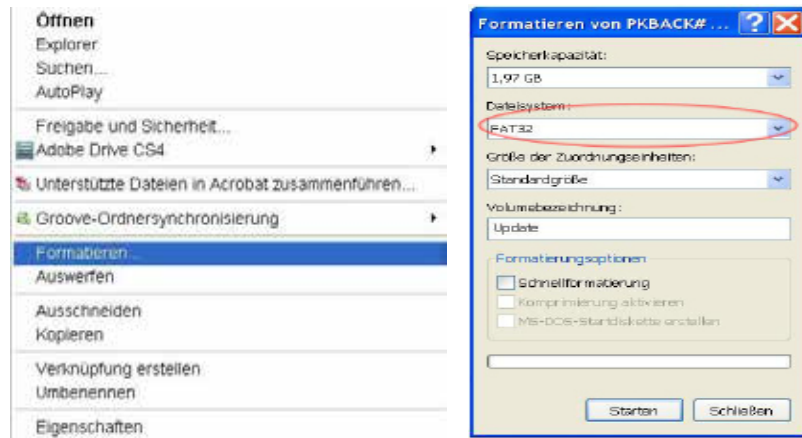 Öffnen
Explorer
Suchen...
AutoPlay
Freigabe und Sicherheit...
Adobe Drive CS4
Unterstützte Dateien in Acrobat zusammenführen...
Groove-Ordnersynchronisierung
Formatieren...
Auswerfen
Ausschneiden
Kopieren
Verknüpfung erstellen
Umbenennen
Eigenschaften
Formatieren von PKBACK# ...
Speicherkapazität:
1,97 GB
Dateisystem:
FAT32
Größe der Zuordnungseinheiten:
Standardgröße
Volumebezeichnung:
Update
Formatierungsoptionen
Schnellformatierung
Komprimierung aktivieren
MS-DOS-Startdiskette erstellen
Starten
Schließen